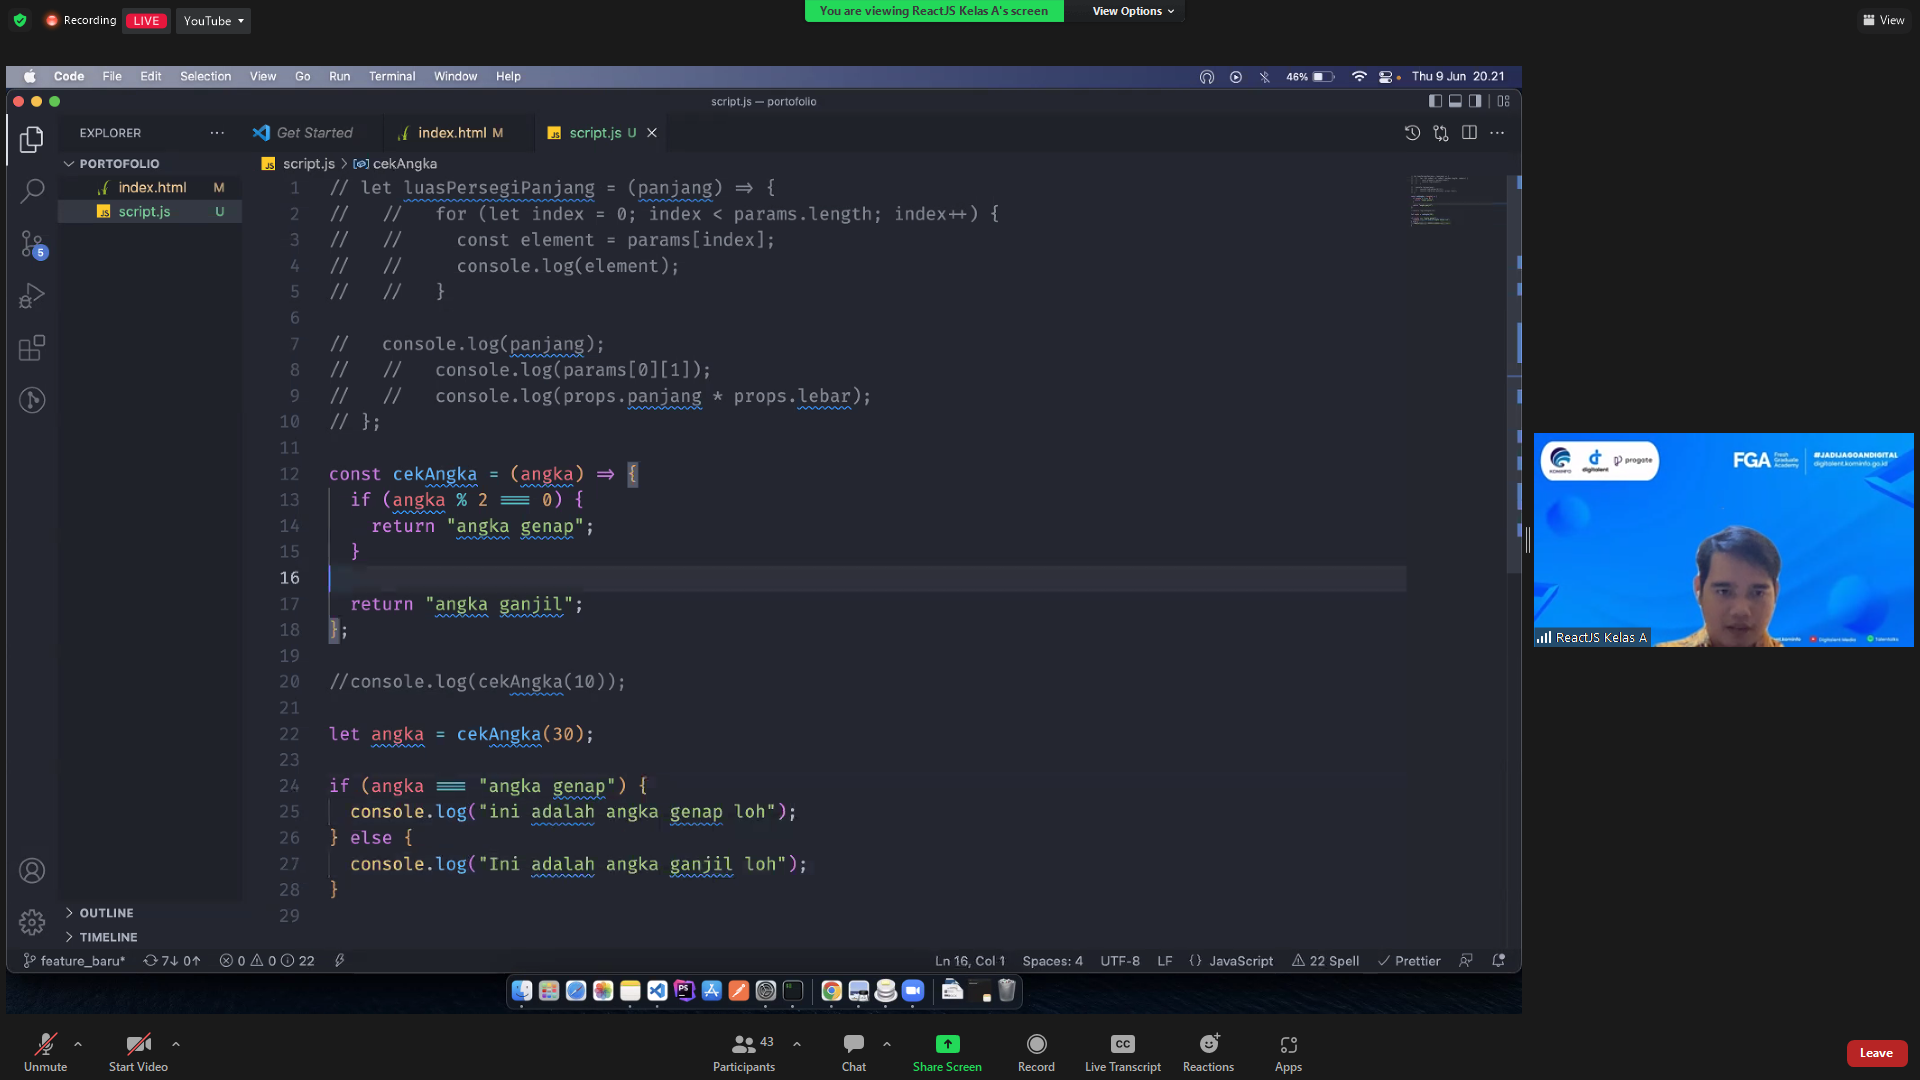 Recording
LIVE
YouTube
You are viewing ReactJS Kelas A's screen
View Options
View
Code File Edit Selection View Go Run Terminal Window Help
46%
Thu 9 Jun 20.21
script.js — portofolio
EXPLORER
Get Started
index.html M
script.js U
PORTOFOLIO
script.js > cekAngka
index.html M
script.js U
5
1 // let luasPersegiPanjang = (panjang) => {
2 // // for (let index = 0; index < params.length; index++) {
3 // // const element = params[index];
4 // // console.log(element);
5 // // }
6
7 // console.log(panjang);
8 // // console.log(params[0][1]);
9 // // console.log(props.panjang * props.lebar);
10 // };
11
12 const cekAngka = (angka) => {
13 if (angka % 2 === 0) {
14 return "angka genap";
15 }
16
17 return "angka ganjil";
18 };
19
20 //console.log(cekAngka(10));
21
22 let angka = cekAngka(30);
23
24 if (angka === "angka genap") {
25 console.log("ini adalah angka genap loh");
26 } else {
27 console.log("Ini adalah angka ganjil loh");
28 }
29
OUTLINE
TIMELINE
feature_baru* 7↓ 0↑ 0 0 22
Ln 16, Col 1 Spaces: 4 UTF-8 LF {} JavaScript 22 Spell Prettier
KOMINFO
digitalent
progate
FGA Fresh Graduate Academy
#JADIJAGOANDIGITAL
digitalent.kominfo.go.id
ReactJS Kelas A
PS
Unmute
Start Video
43
Participants
Chat
Share Screen
Record
CC
Live Transcript
Reactions
Apps
Leave